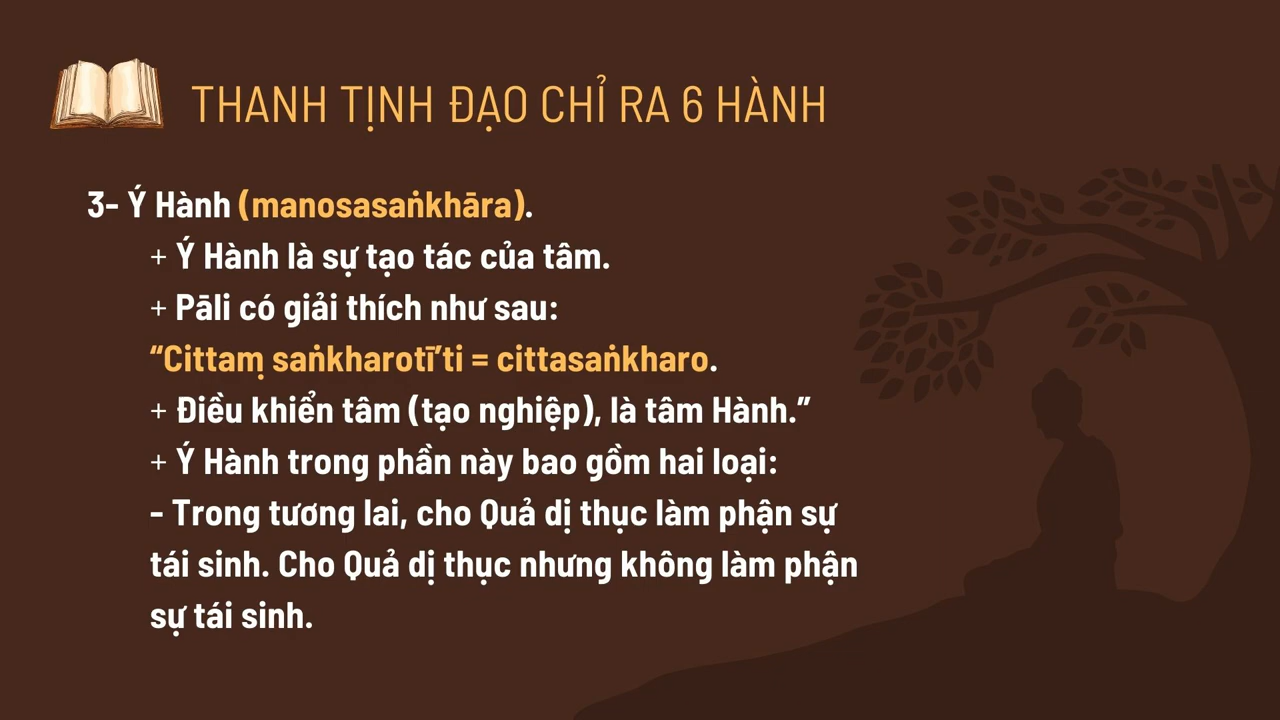 THANH TỊNH ĐẠO CHỈ RA 6 HÀNH
3- Ý Hành (manosasaṅkhāra).
+ Ý Hành là sự tạo tác của tâm.
+ Pāli có giải thích như sau:
“Cittaṃ saṅkharotī’ti = cittasaṅkharo.
+ Điều khiển tâm (tạo nghiệp), là tâm Hành.”
+ Ý Hành trong phần này bao gồm hai loại:
- Trong tương lai, cho Quả dị thục làm phận sự
tái sinh. Cho Quả dị thục nhưng không làm phận
sự tái sinh.